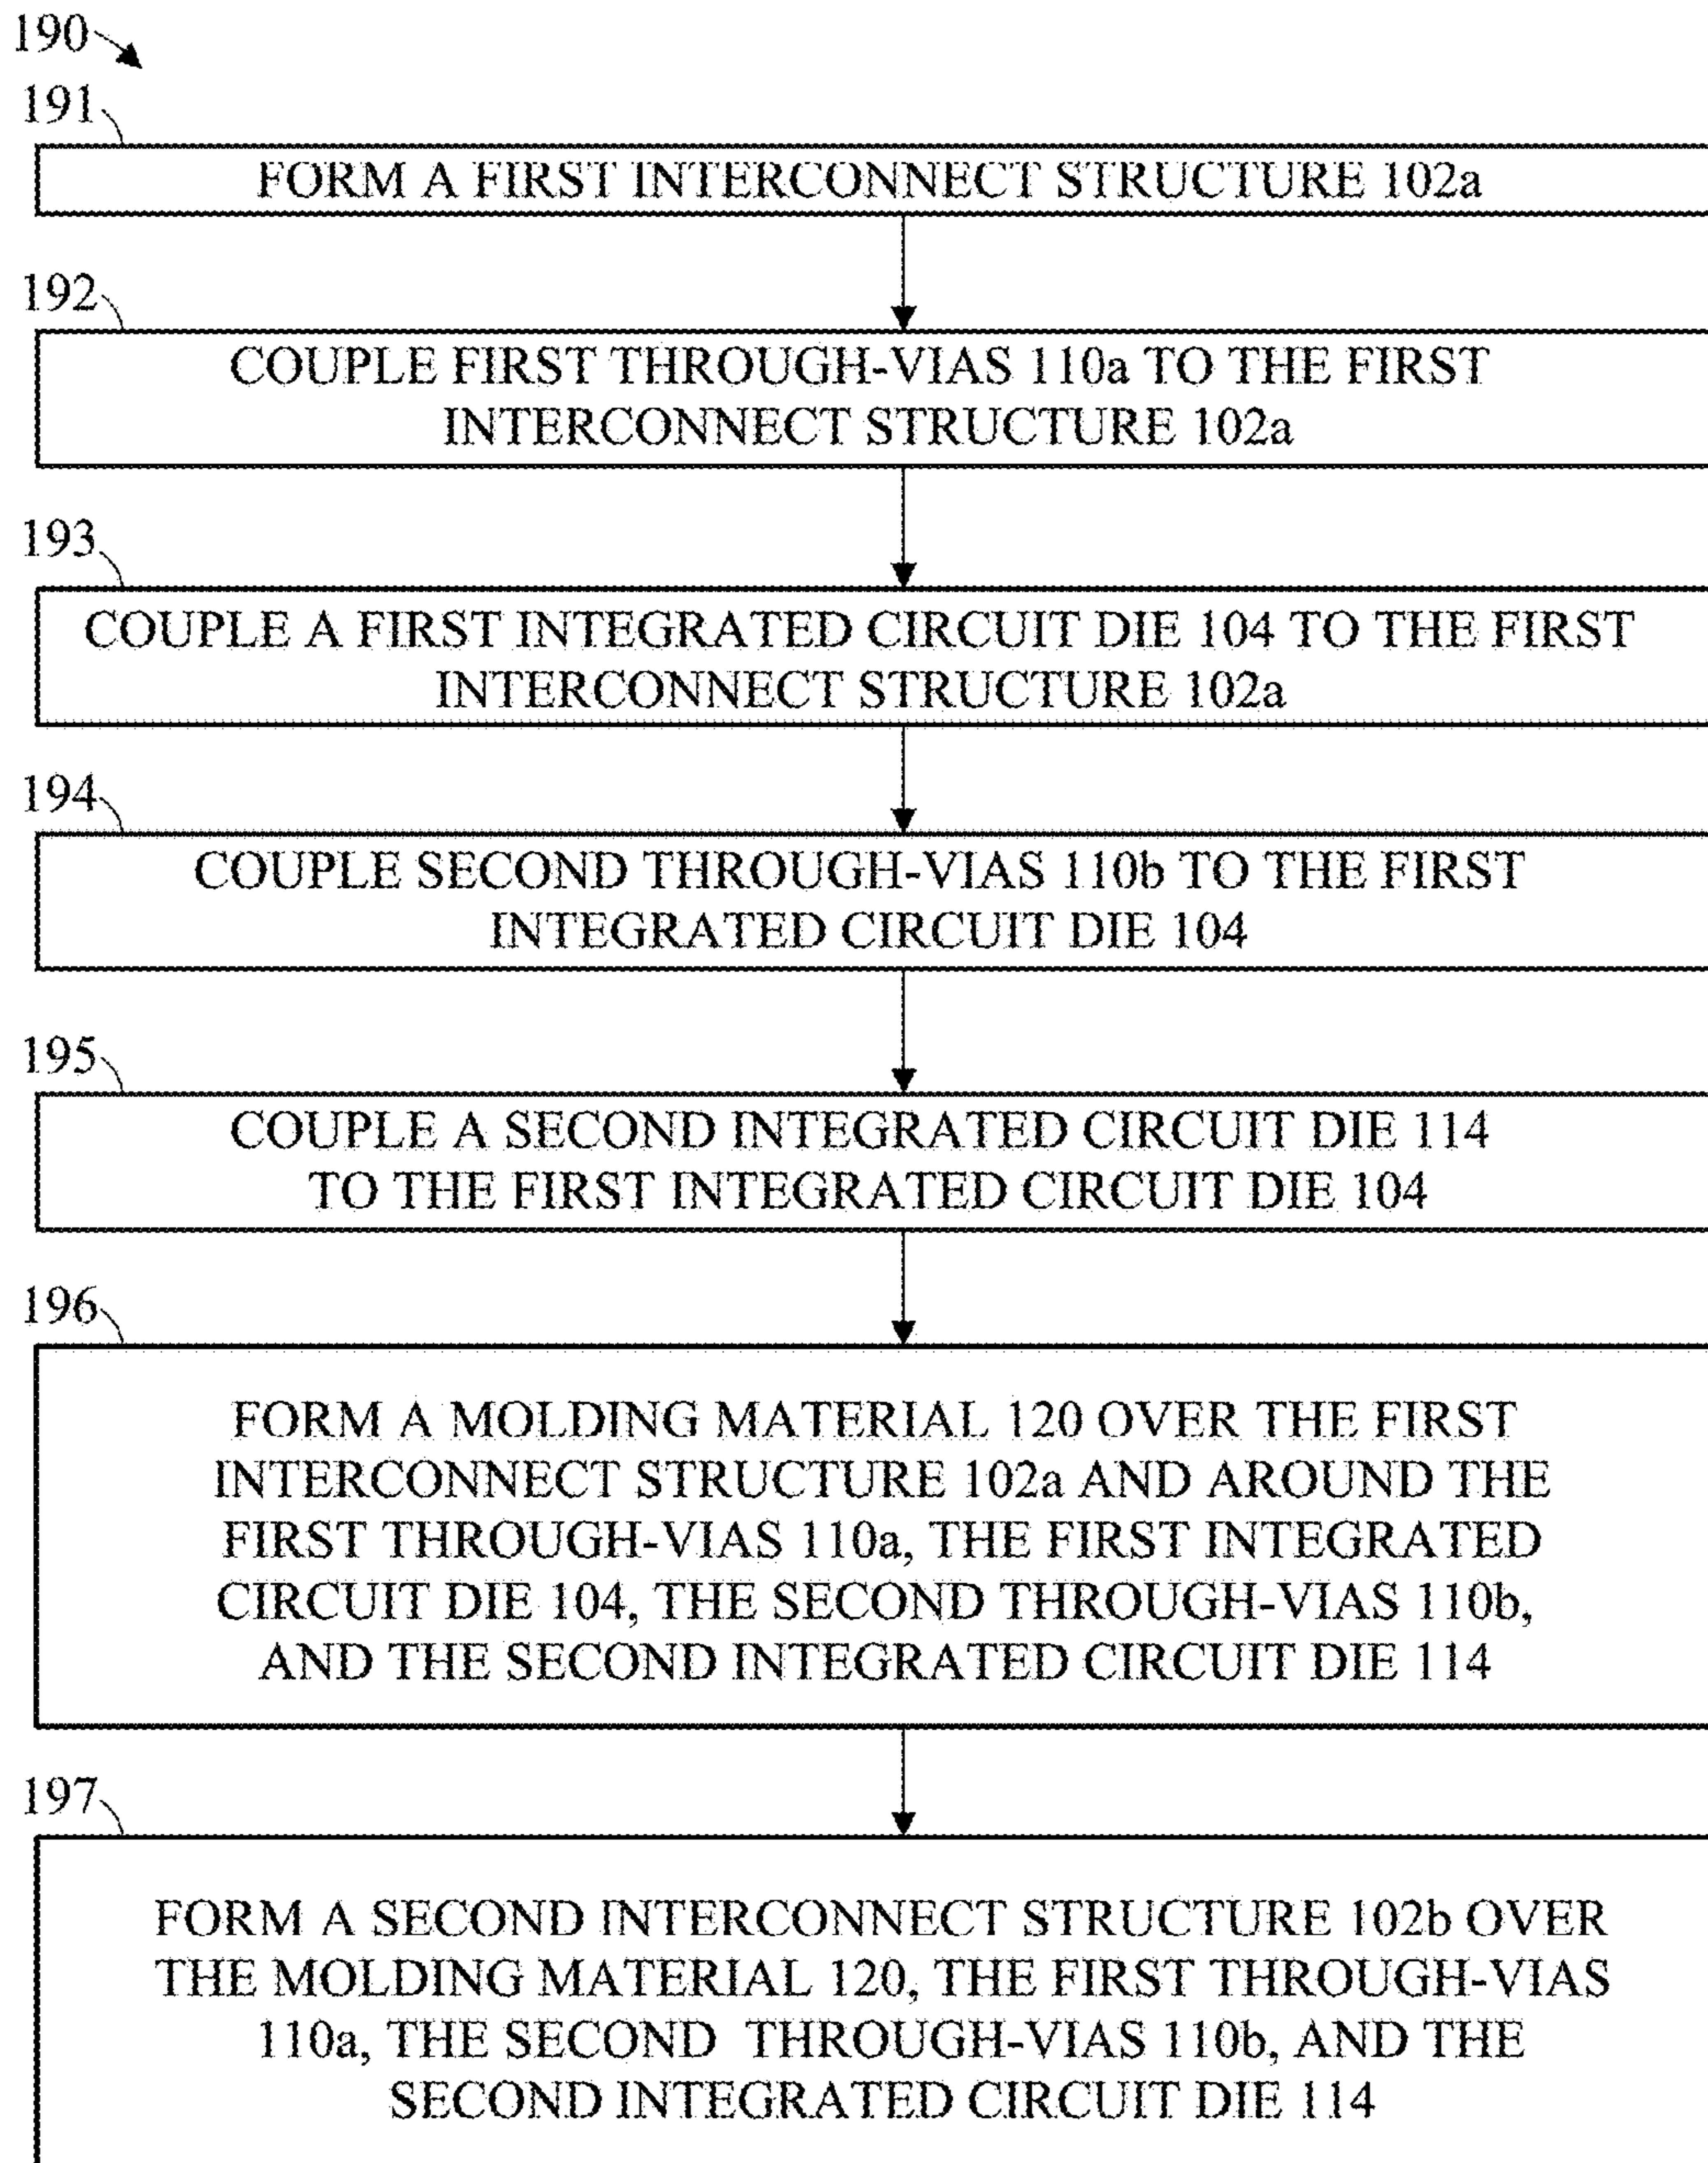 190
191
FORM A FIRST INTERCONNECT STRUCTURE 102a
192
COUPLE FIRST THROUGH-VIAS 110a TO THE FIRST
INTERCONNECT STRUCTURE 102a
193
COUPLE A FIRST INTEGRATED CIRCUIT DIE 104 TO THE FIRST
INTERCONNECT STRUCTURE 102a
194
COUPLE SECOND THROUGH-VIAS 110b TO THE FIRST
INTEGRATED CIRCUIT DIE 104
195
COUPLE A SECOND INTEGRATED CIRCUIT DIE 114
TO THE FIRST INTEGRATED CIRCUIT DIE 104
196
FORM A MOLDING MATERIAL 120 OVER THE FIRST
INTERCONNECT STRUCTURE 102a AND AROUND THE
FIRST THROUGH-VIAS 110a, THE FIRST INTEGRATED
CIRCUIT DIE 104, THE SECOND THROUGH-VIAS 110b,
AND THE SECOND INTEGRATED CIRCUIT DIE 114
197
FORM A SECOND INTERCONNECT STRUCTURE 102b OVER
THE MOLDING MATERIAL 120, THE FIRST THROUGH-VIAS
110a, THE SECOND THROUGH-VIAS 110b, AND THE
SECOND INTEGRATED CIRCUIT DIE 114